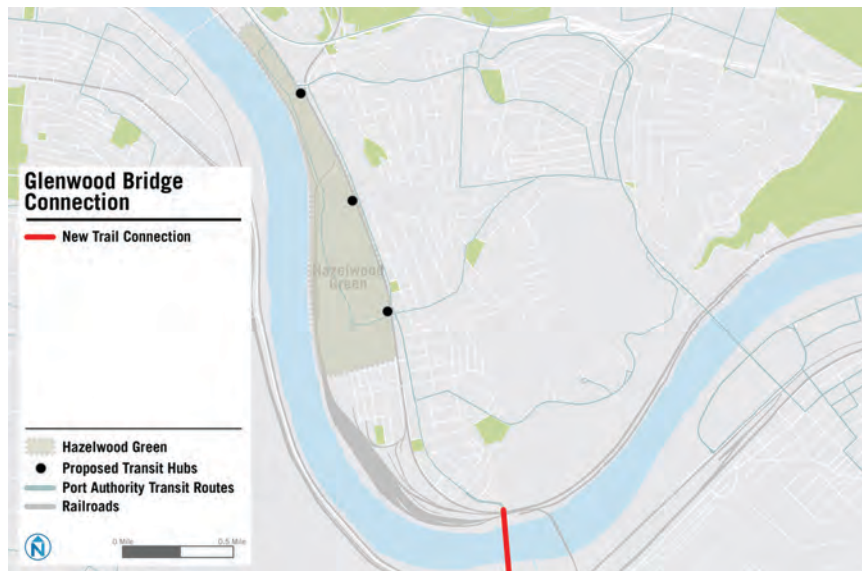 Glenwood Bridge
Connection
New Trail Connection
Hazelwood
Green
Hazelwood Green
Proposed Transit Hubs
Port Authority Transit Routes
Railroads
N
0 Mile
0.5 Mile